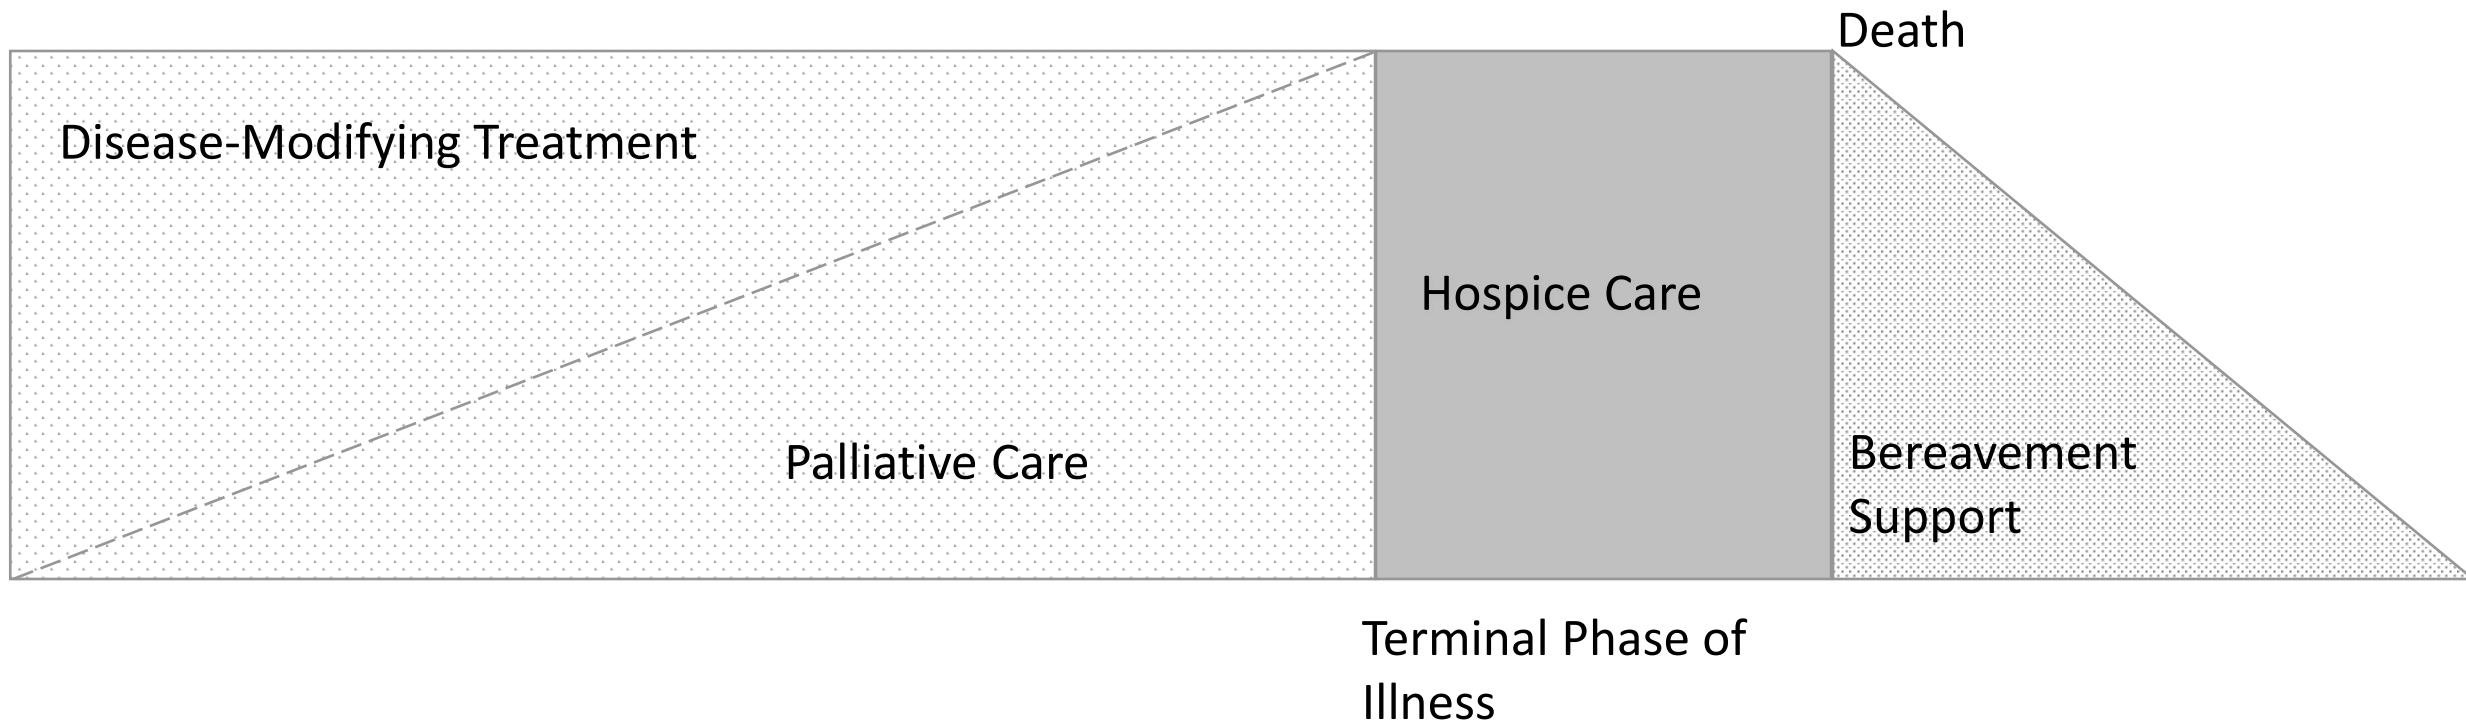 Death
Disease-Modifying Treatment
Hospice Care
Palliative Care
Bereavement
Support
Terminal Phase of
Illness